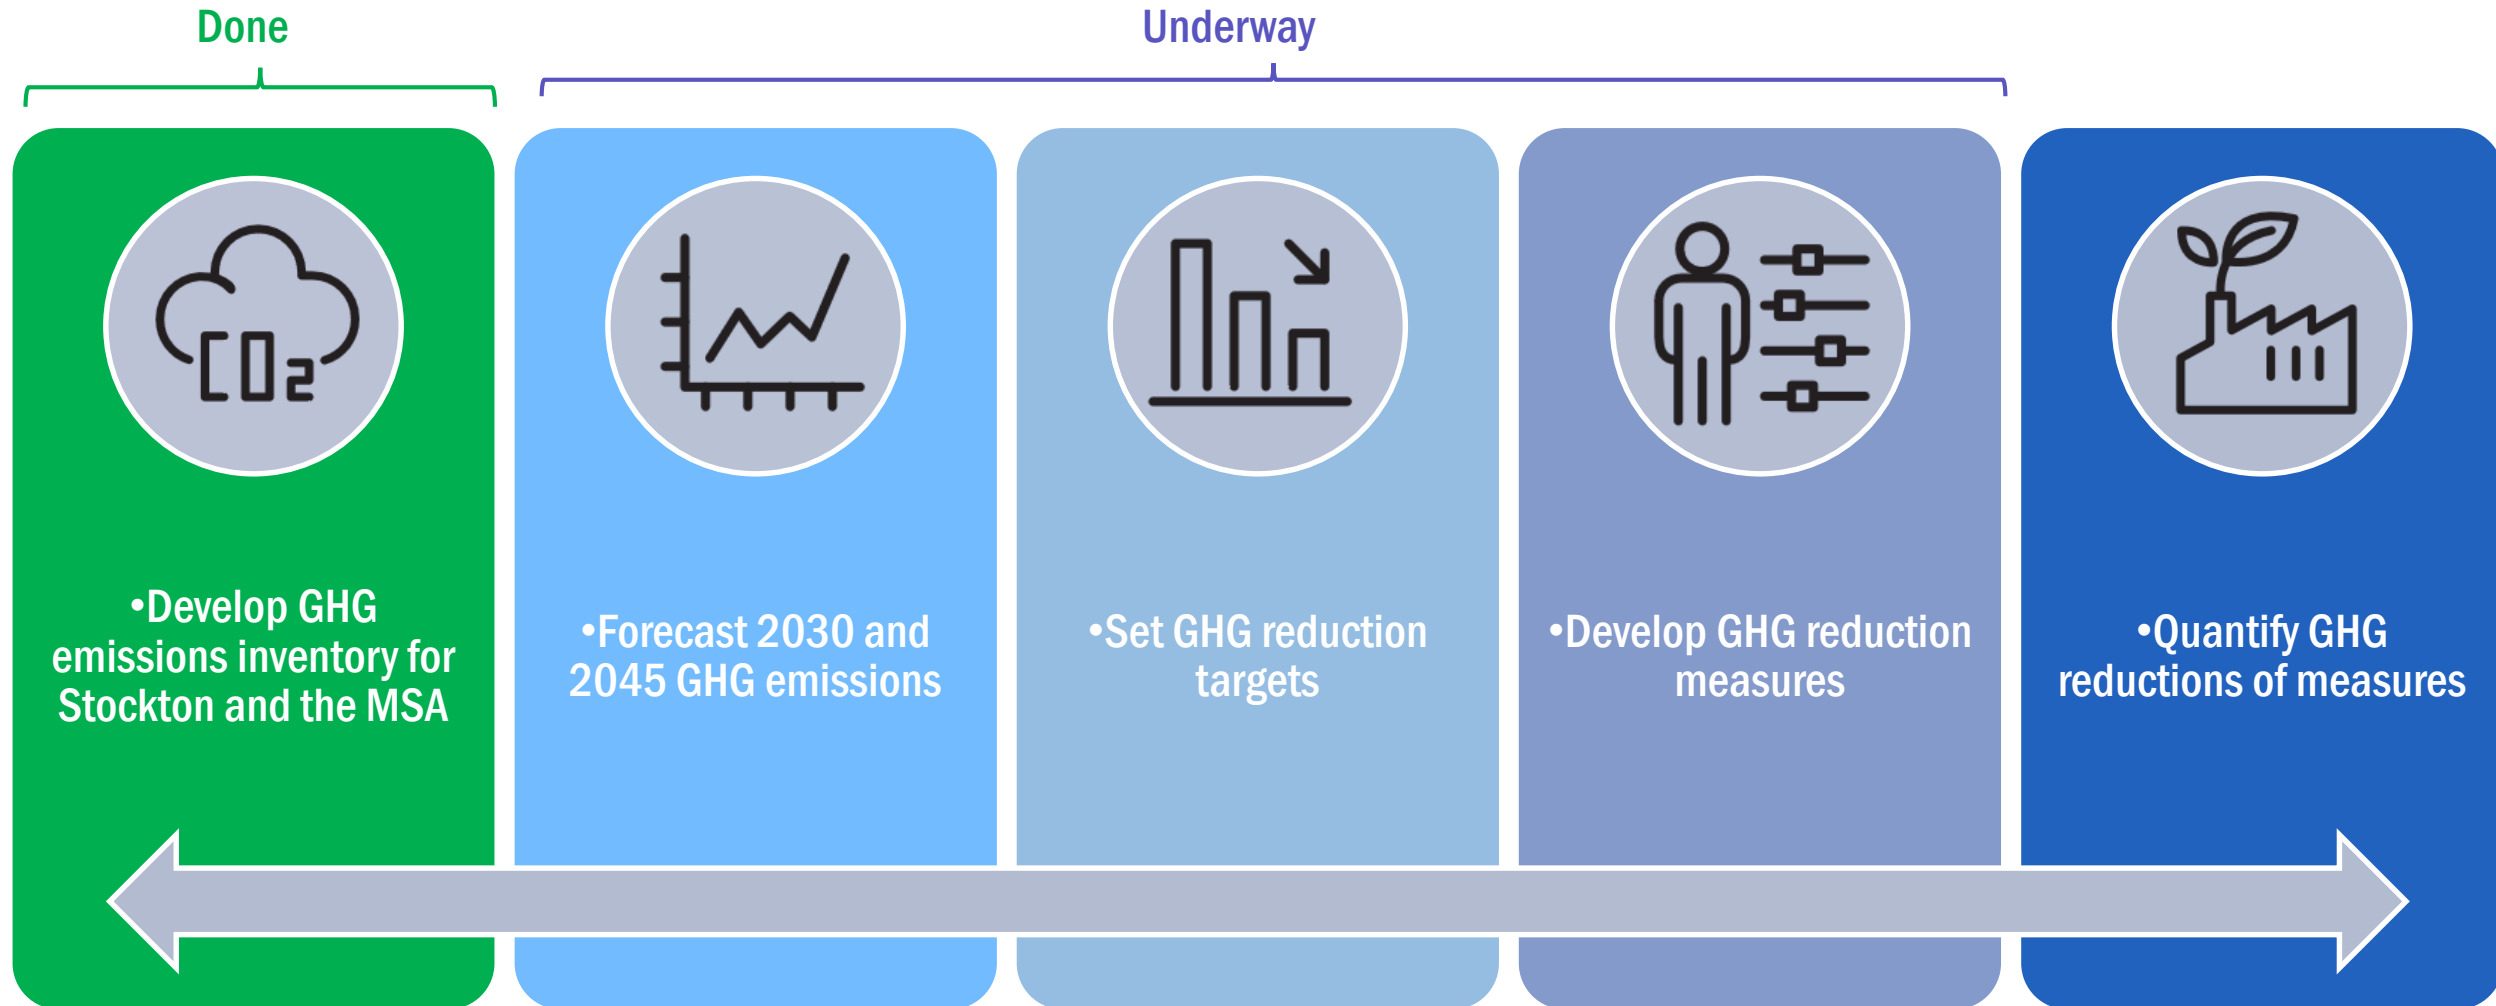 Done
Underway
CO2
•Develop GHG
emissions inventory for
Stockton and the MSA
•Forecast 2030 and
2045 GHG emissions
•Set GHG reduction
targets
•Develop GHG reduction
measures
•Quantify GHG
reductions of measures